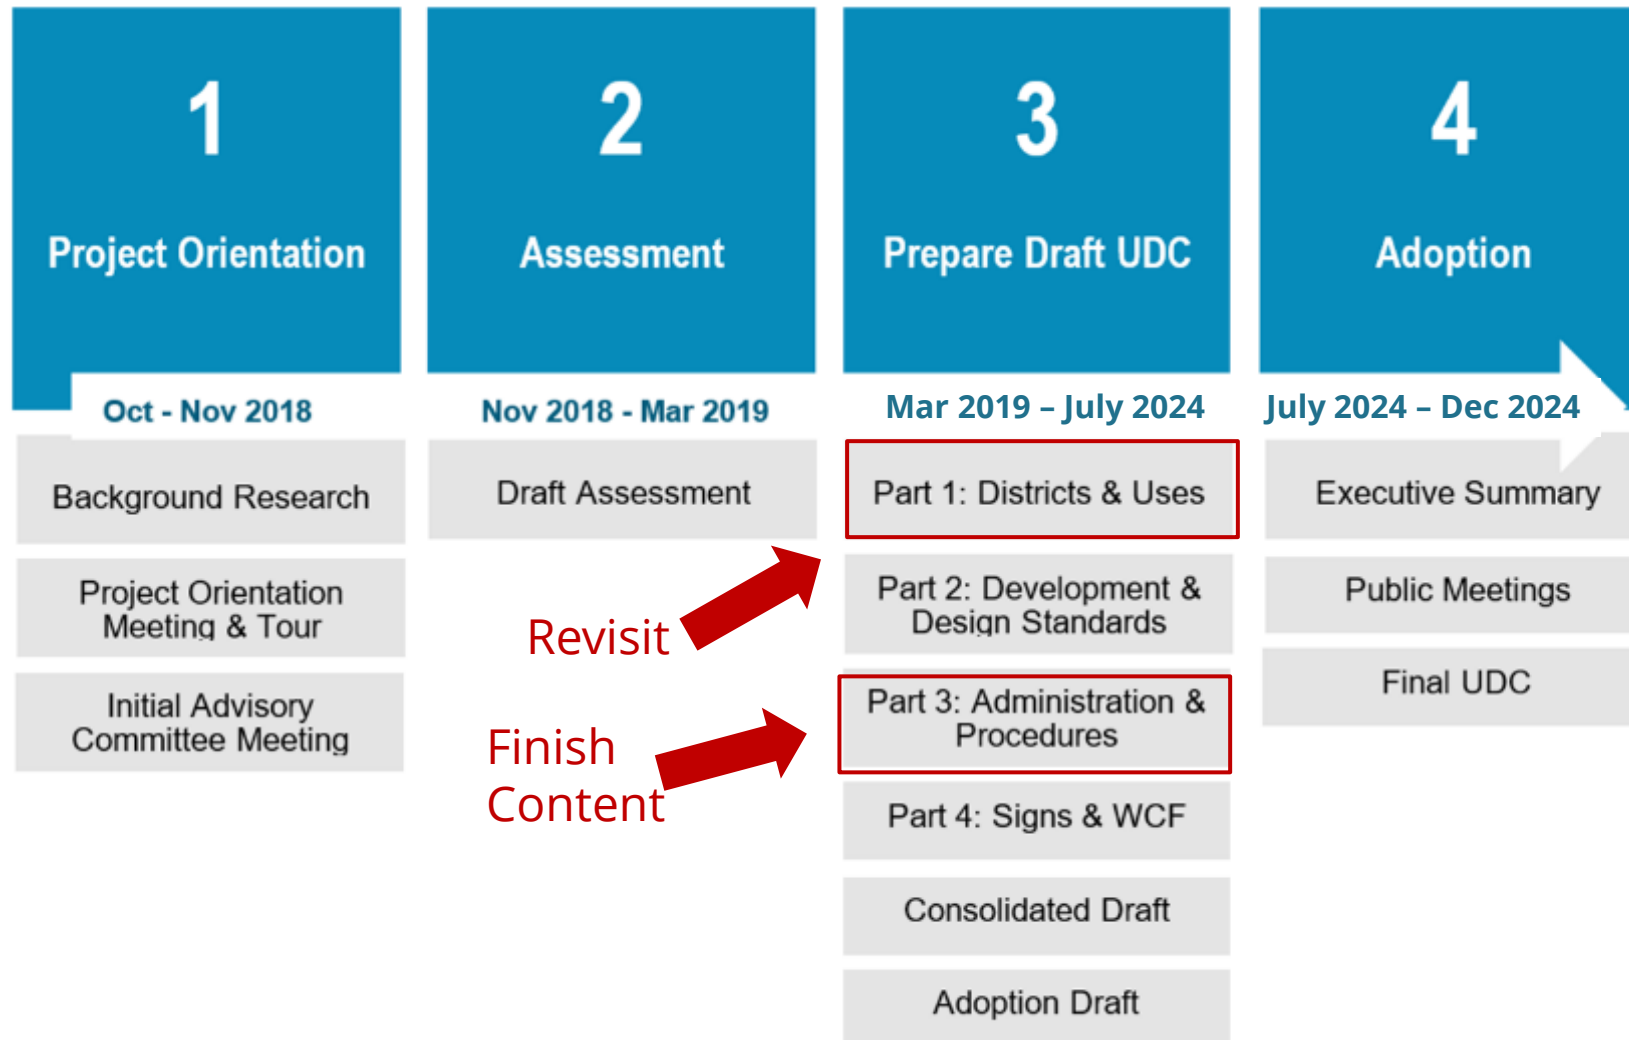 1
Project Orientation
Oct - Nov 2018
Background Research
Project Orientation
Meeting & Tour
Initial Advisory
Committee Meeting
2
Assessment
Nov 2018 - Mar 2019
Draft Assessment
Revisit
Finish
Content
3
Prepare Draft UDC
Mar 2019 – July 2024
Part 1: Districts & Uses
Part 2: Development &
Design Standards
Part 3: Administration &
Procedures
Part 4: Signs & WCF
Consolidated Draft
Adoption Draft
4
Adoption
July 2024 – Dec 2024
Executive Summary
Public Meetings
Final UDC